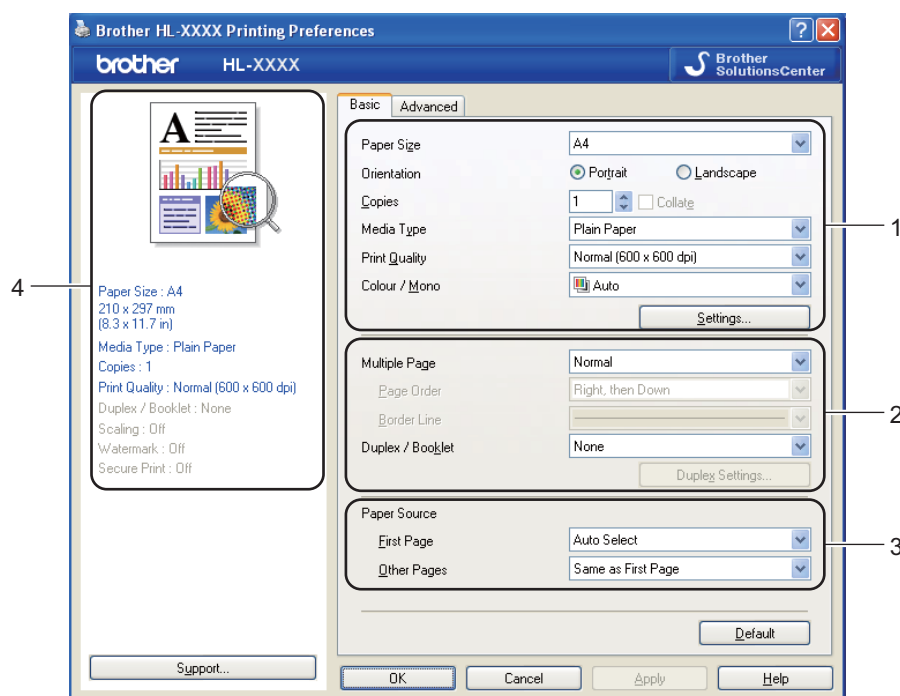 Brother HL-XXXX Printing Preferences
brother HL-XXXX
Brother
SolutionsCenter
Basic Advanced
A
Paper Size : A4
210 x 297 mm
(8.3 x 11.7 in)
Media Type : Plain Paper
Copies : 1
Print Quality : Normal (600 x 600 dpi)
Duplex / Booklet : None
Scaling : Off
Watermark : Off
Secure Print : Off
4
Support...
Paper Size A4
Orientation Portrait Landscape
Copies 1 Collate
Media Type Plain Paper
Print Quality Normal (600 x 600 dpi)
Colour / Mono Auto
Settings...
1
Multiple Page Normal
Page Order Right, then Down
Border Line
Duplex / Booklet None
Duplex Settings...
2
Paper Source
First Page Auto Select
Other Pages Same as First Page
3
Default
OK Cancel Apply Help